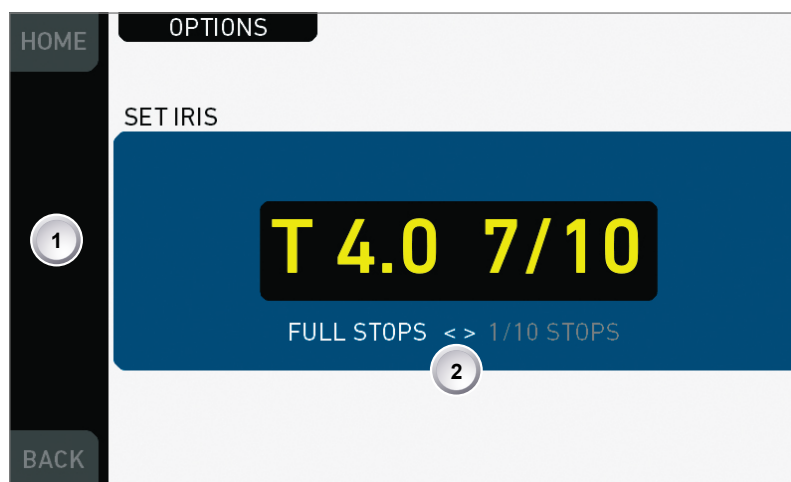 HOME
OPTIONS
SET IRIS
1
T 4.0 7/10
FULL STOPS < > 1/10 STOPS
2
BACK